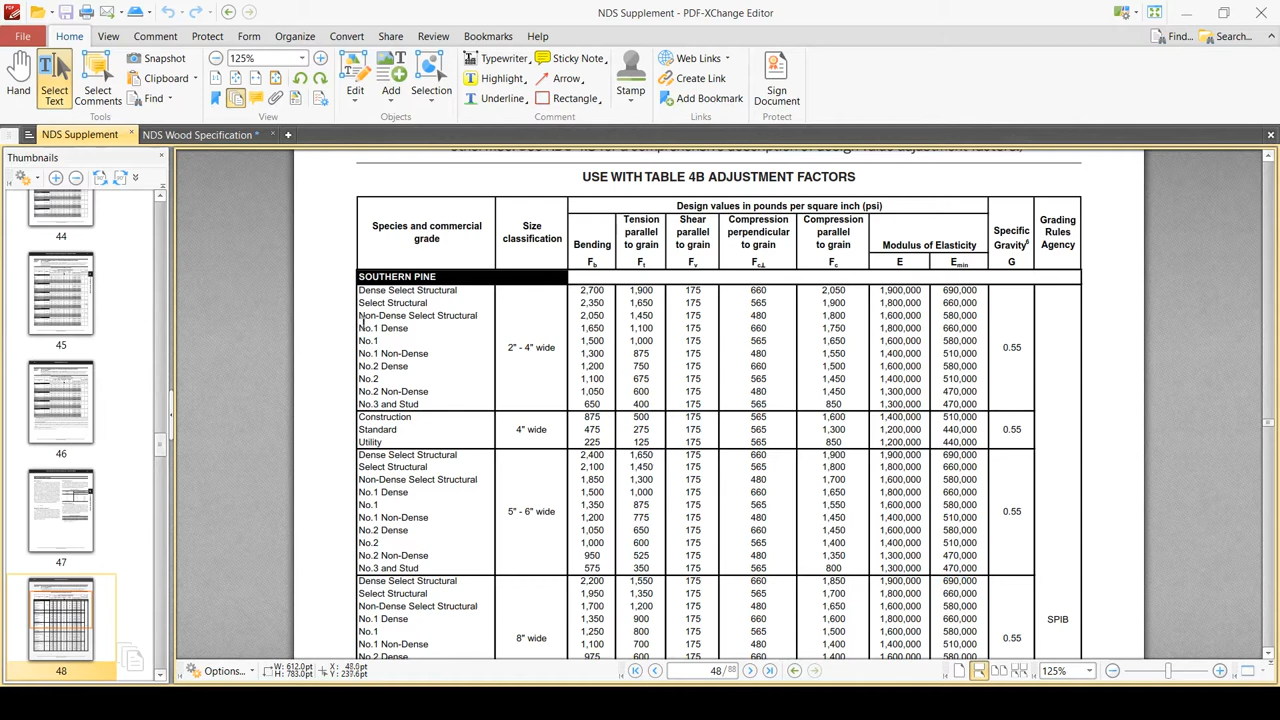 NDS Supplement - PDF-XChange Editor
File Home View Comment Protect Form Organize Convert Share Review Bookmarks Help Find... Search...
Hand
Select Text
Select Comments
Snapshot
Clipboard
Find
Tools
125%
View
Edit
Add
Selection
Objects
Typewriter
Highlight
Underline
Sticky Note
Arrow
Rectangle
Stamp
Comment
Web Links
Create Link
Add Bookmark
Links
Sign Document
Protect
NDS Supplement NDS Wood Specification *
Thumbnails
44
45
46
47
48
USE WITH TABLE 4B ADJUSTMENT FACTORS
Design values in pounds per square inch (psi)
Species and commercial grade
Size classification
Bending Fb
Tension parallel to grain Ft
Shear parallel to grain Fv
Compression perpendicular to grain Fc⊥
Compression parallel to grain Fc
Modulus of Elasticity
E Emin
Specific Gravity6 G
Grading Rules Agency
SOUTHERN PINE
Dense Select Structural 2,700 1,900 175 660 2,050 1,900,000 690,000
Select Structural 2,350 1,650 175 565 1,900 1,800,000 660,000
Non-Dense Select Structural 2,050 1,450 175 480 1,800 1,600,000 580,000
No.1 Dense 1,650 1,100 175 660 1,750 1,800,000 660,000
No.1 1,500 1,000 175 565 1,650 1,600,000 580,000
2" - 4" wide 0.55
No.1 Non-Dense 1,300 875 175 480 1,550 1,400,000 510,000
No.2 Dense 1,200 750 175 660 1,500 1,600,000 580,000
No.2 1,100 675 175 565 1,450 1,400,000 510,000
No.2 Non-Dense 1,050 600 175 480 1,450 1,300,000 470,000
No.3 and Stud 650 400 175 565 850 1,300,000 470,000
Construction 875 500 175 565 1,600 1,400,000 510,000
Standard 4" wide 475 275 175 565 1,300 1,200,000 440,000 0.55
Utility 225 125 175 565 850 1,200,000 440,000
Dense Select Structural 2,400 1,650 175 660 1,900 1,900,000 690,000
Select Structural 2,100 1,450 175 565 1,800 1,800,000 660,000
Non-Dense Select Structural 1,850 1,300 175 480 1,700 1,600,000 580,000
No.1 Dense 1,500 1,000 175 660 1,650 1,800,000 660,000
No.1 1,350 875 175 565 1,550 1,600,000 580,000
5" - 6" wide 0.55
No.1 Non-Dense 1,200 775 175 480 1,450 1,400,000 510,000
No.2 Dense 1,050 650 175 660 1,450 1,600,000 580,000
No.2 1,000 600 175 565 1,400 1,400,000 510,000
No.2 Non-Dense 950 525 175 480 1,350 1,300,000 470,000
No.3 and Stud 575 350 175 565 800 1,300,000 470,000
Dense Select Structural 2,200 1,550 175 660 1,850 1,900,000 690,000
Select Structural 1,950 1,350 175 565 1,700 1,800,000 660,000
Non-Dense Select Structural 1,700 1,200 175 480 1,650 1,600,000 580,000
No.1 Dense 1,350 900 175 660 1,600 1,800,000 660,000
SPIB
No.1 1,250 800 175 565 1,500 1,600,000 580,000
8" wide 0.55
No.1 Non-Dense 1,100 700 175 480 1,400 1,400,000 510,000
No.2 Dense 975 600 175 660 1,400 1,600,000 580,000
Options... W: 612.0pt H: 783.0pt X: 48.0pt Y: 237.6pt 48 / 88 125%